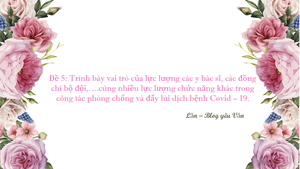 Đề 5: Trình bày vai trò của lực lượng các y bác sĩ, các đồng
chí bộ đội,….cùng nhiều lực lượng chức năng khác trong
công tác phòng chống và đẩy lùi dịch bệnh Covid – 19.
Lần – Blog yêu Văn